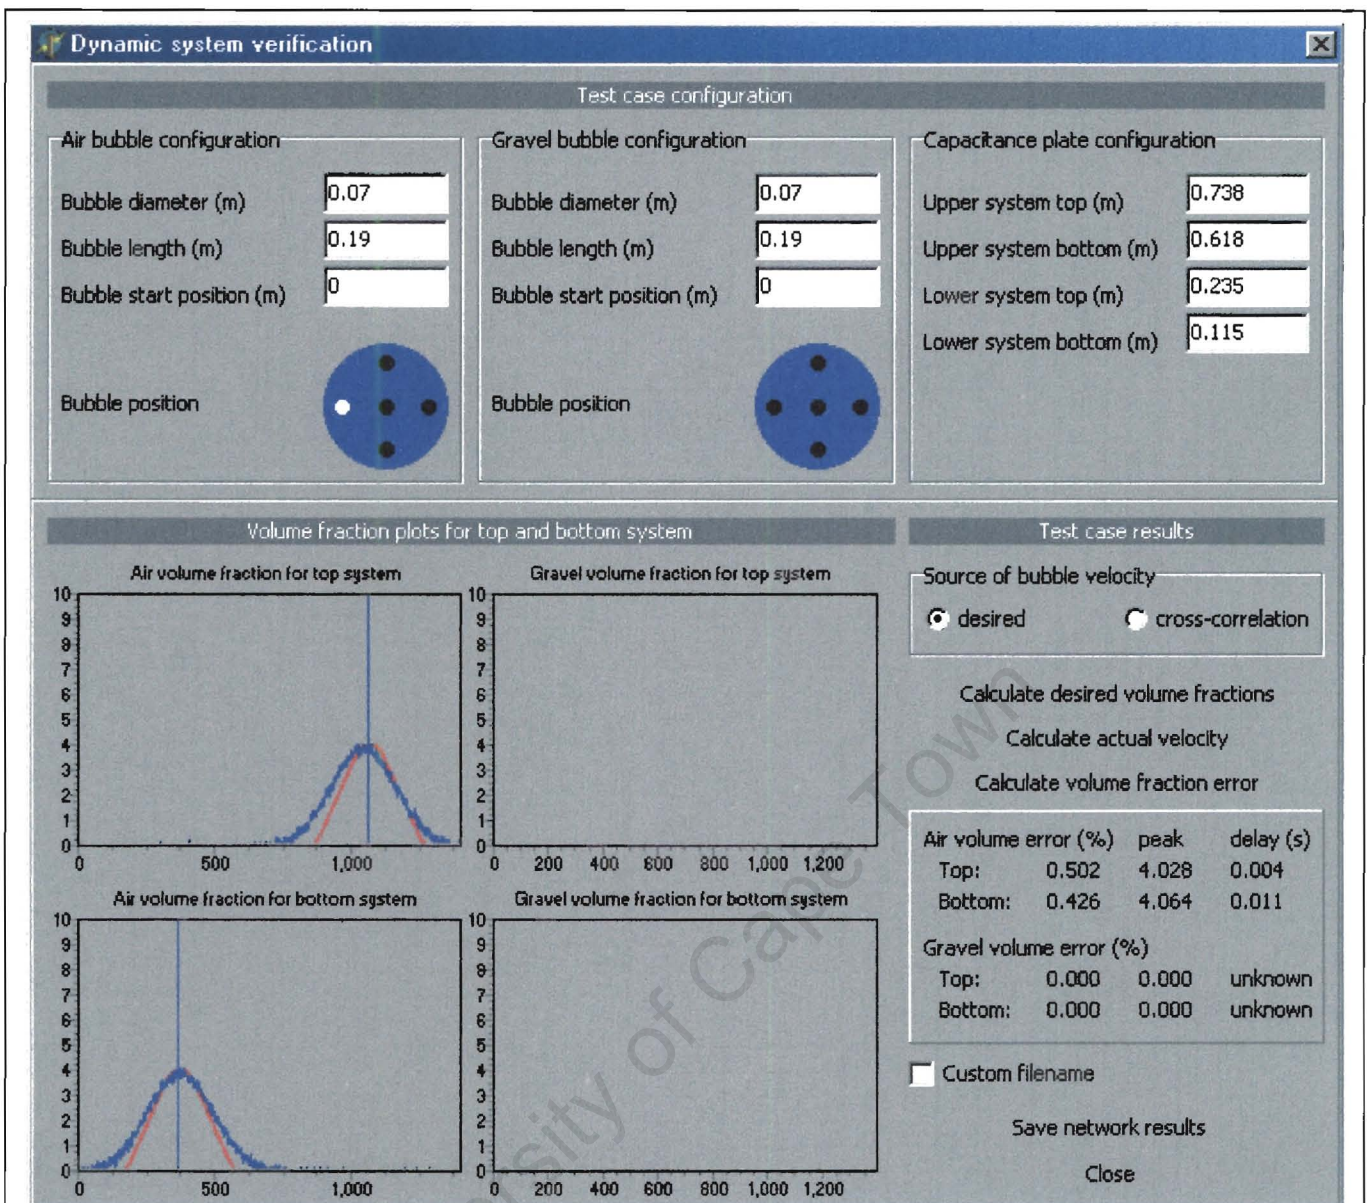 Dynamic system verification
Test case configuration
Air bubble configuration
Bubble diameter (m) 0.07
Bubble length (m) 0.19
Bubble start position (m) 0
Bubble position
Gravel bubble configuration
Bubble diameter (m) 0.07
Bubble length (m) 0.19
Bubble start position (m) 0
Bubble position
Capacitance plate configuration
Upper system top (m) 0.738
Upper system bottom (m) 0.618
Lower system top (m) 0.235
Lower system bottom (m) 0.115
Volume fraction plots for top and bottom system
Air volume fraction for top system
10
9
8
7
6
5
4
3
2
1
0
0 500 1,000
Gravel volume fraction for top system
10
9
8
7
6
5
4
3
2
1
0
0 200 400 600 800 1,000 1,200
Air volume fraction for bottom system
10
9
8
7
6
5
4
3
2
1
0
0 500 1,000
Gravel volume fraction for bottom system
10
9
8
7
6
5
4
3
2
1
0
0 200 400 600 800 1,000 1,200
Test case results
Source of bubble velocity
desired cross-correlation
Calculate desired volume fractions
Calculate actual velocity
Calculate volume fraction error
Air volume error (%) peak delay (s)
Top: 0.502 4.028 0.004
Bottom: 0.426 4.064 0.011
Gravel volume error (%)
Top: 0.000 0.000 unknown
Bottom: 0.000 0.000 unknown
Custom filename
Save network results
Close
ersity of Cape Town